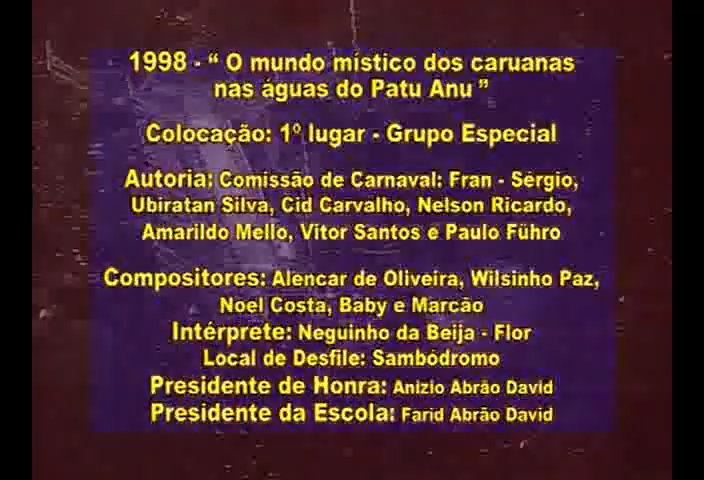 1998 - “ O mundo místico dos caruanas
nas águas do Patu Anu ”
Colocação: 1º lugar - Grupo Especial
Autoria: Comissão de Carnaval: Fran - Sérgio,
Ubiratan Silva, Cid Carvalho, Nelson Ricardo,
Amarildo Mello, Vitor Santos e Paulo Führo
Compositores: Alencar de Oliveira, Wilsinho Paz,
Noel Costa, Baby e Marcão
Intérprete: Neguinho da Beija - Flor
Local de Desfile: Sambódromo
Presidente de Honra: Anizio Abrão David
Presidente da Escola: Farid Abrão David